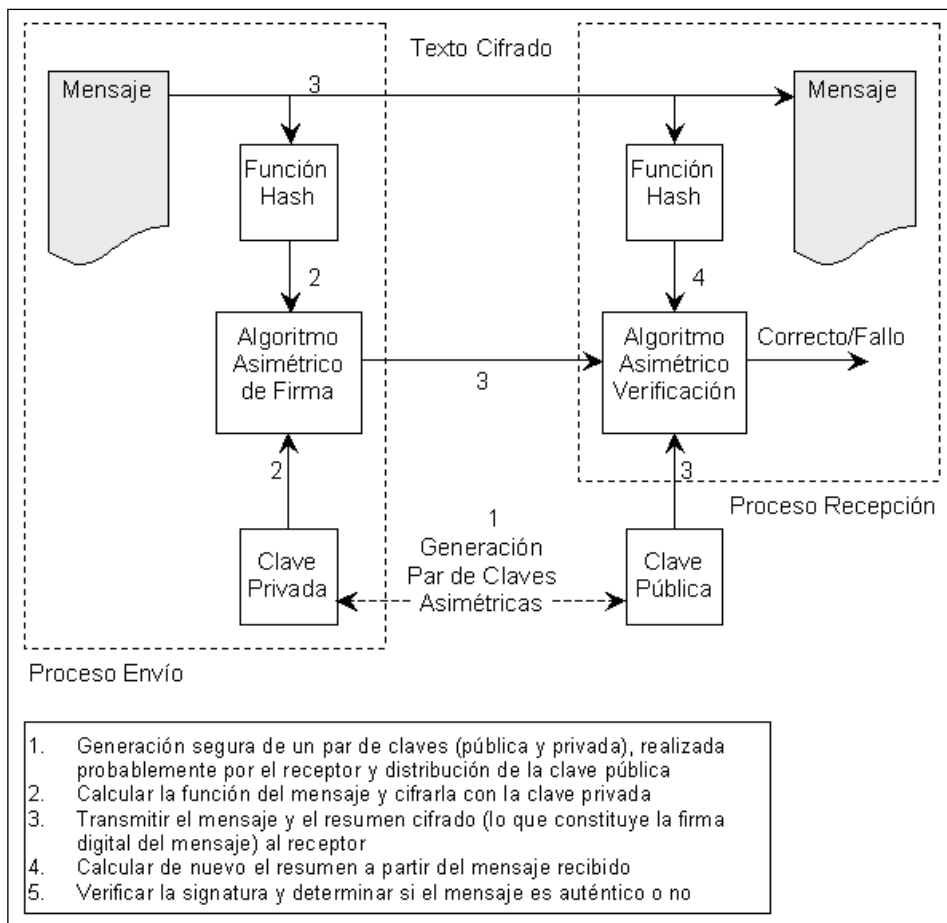 Texto Cifrado
Mensaje
3
Mensaje
Función
Hash
Función
Hash
2
4
Algoritmo
Asimétrico
de Firma
3
Algoritmo
Asimétrico
Verificación
Correcto/Fallo
2
3
Proceso Recepción
1
Generación
Par de Claves
Asimétricas
Clave
Privada
Clave
Pública
Proceso Envío
1. Generación segura de un par de claves (pública y privada), realizada
probablemente por el receptor y distribución de la clave pública
2. Calcular la función del mensaje y cifrarla con la clave privada
3. Transmitir el mensaje y el resumen cifrado (lo que constituye la firma
digital del mensaje) al receptor
4. Calcular de nuevo el resumen a partir del mensaje recibido
5. Verificar la signatura y determinar si el mensaje es auténtico o no